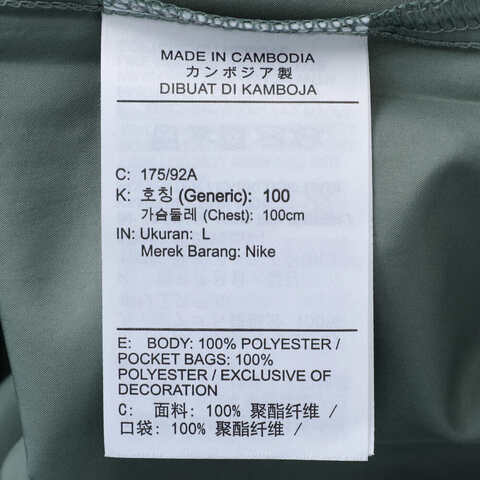 MADE IN CAMBODIA
カンボジア製
DIBUAT DI KAMBOJA
C: 175/92A
K: 호칭 (Generic): 100
가슴둘레 (Chest): 100cm
IN: Ukuran: L
Merek Barang: Nike
E: BODY: 100% POLYESTER /
POCKET BAGS: 100%
POLYESTER / EXCLUSIVE OF
DECORATION
C: 面料: 100% 聚酯纤维 /
口袋: 100% 聚酯纤维 /